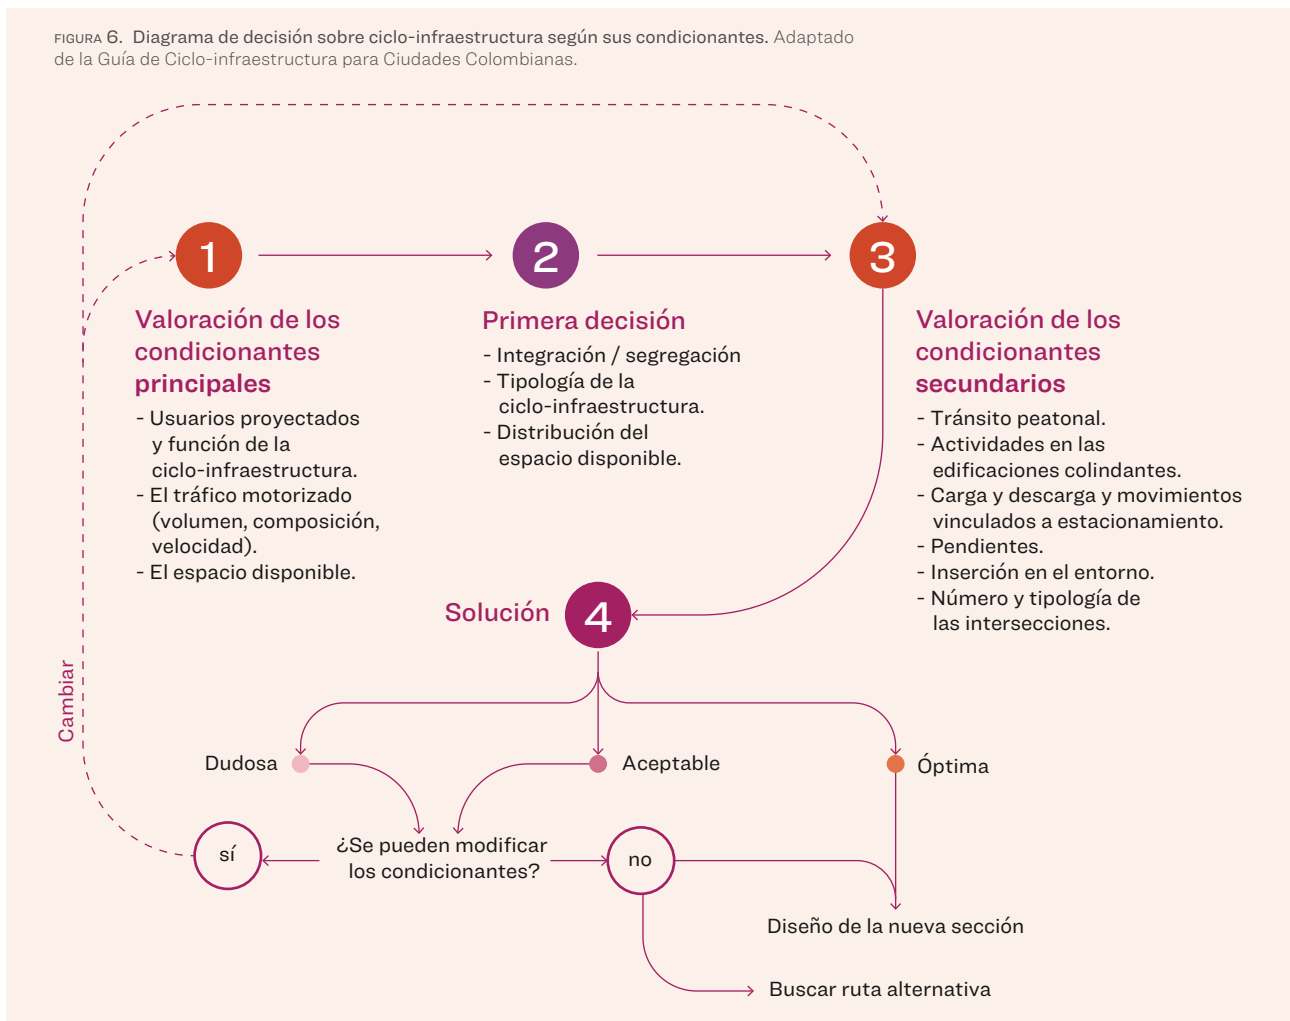 FIGURA 6. Diagrama de decisión sobre ciclo-infraestructura según sus condicionantes. Adaptado
de la Guía de Ciclo-infraestructura para Ciudades Colombianas.
1
Valoración de los
condicionantes
principales
- Usuarios proyectados
y función de la
ciclo-infraestructura.
- El tráfico motorizado
(volumen, composición,
velocidad).
- El espacio disponible.
2
Primera decisión
- Integración / segregación
- Tipología de la
ciclo-infraestructura.
- Distribución del
espacio disponible.
3
Valoración de los
condicionantes
secundarios
- Tránsito peatonal.
- Actividades en las
edificaciones colindantes.
- Carga y descarga y movimientos
vinculados a estacionamiento.
- Pendientes.
- Inserción en el entorno.
- Número y tipología de
las intersecciones.
Solución 4
Cambiar
Dudosa
Aceptable
Óptima
sí
¿Se pueden modificar
los condicionantes?
no
Diseño de la nueva sección
Buscar ruta alternativa